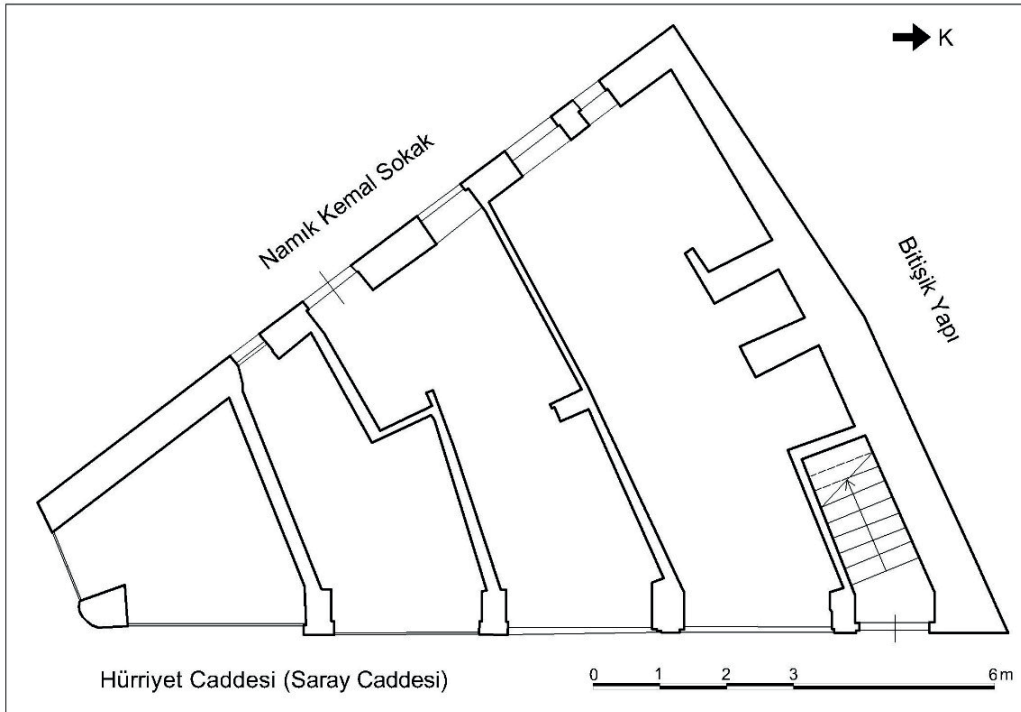 K
Namık Kemal Sokak
Bitişik Yapı
Hürriyet Caddesi (Saray Caddesi)
0 1 2 3 6m